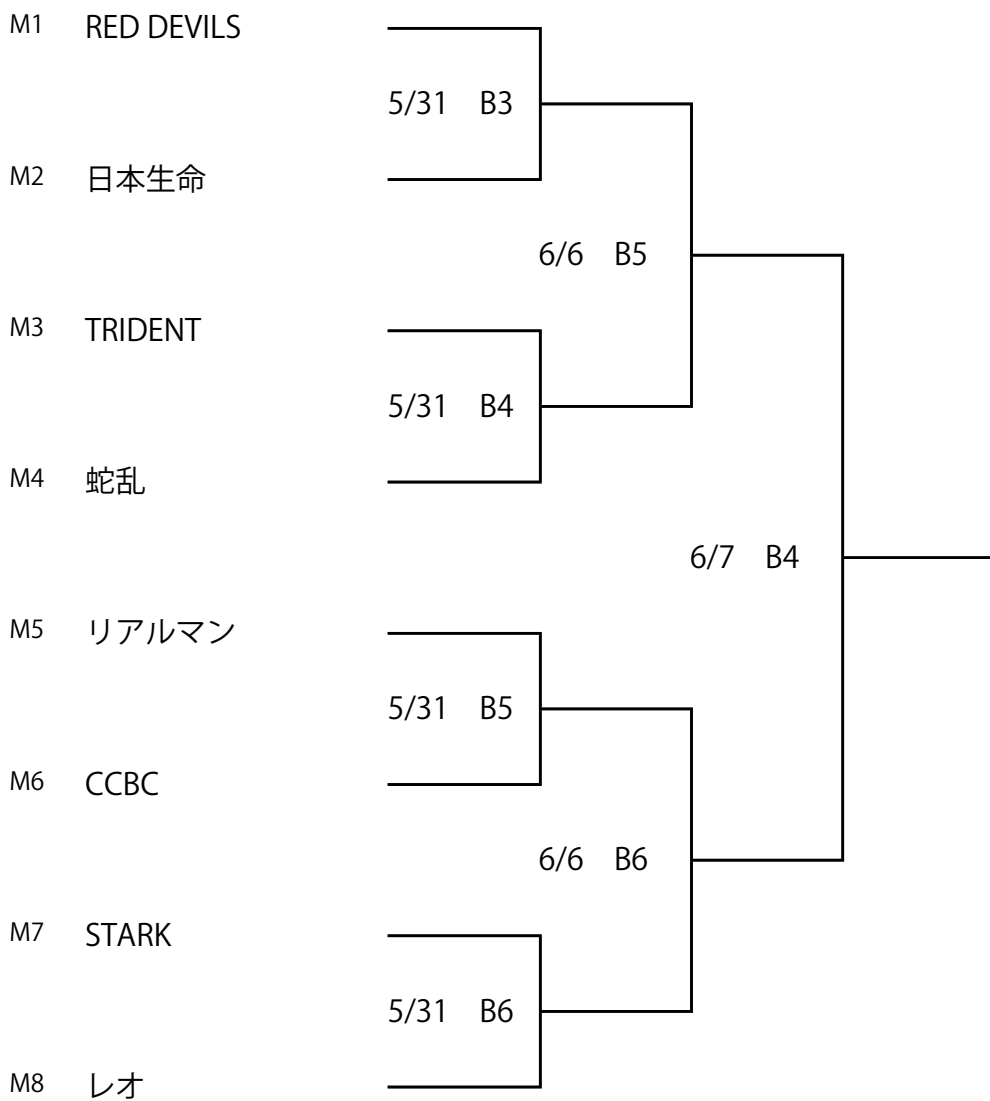 M1 RED DEVILS
5/31 B3
M2 日本生命
6/6 B5
M3 TRIDENT
5/31 B4
M4 蛇乱
6/7 B4
M5 リアルマン
5/31 B5
M6 CCBC
6/6 B6
M7 STARK
5/31 B6
M8 レオ